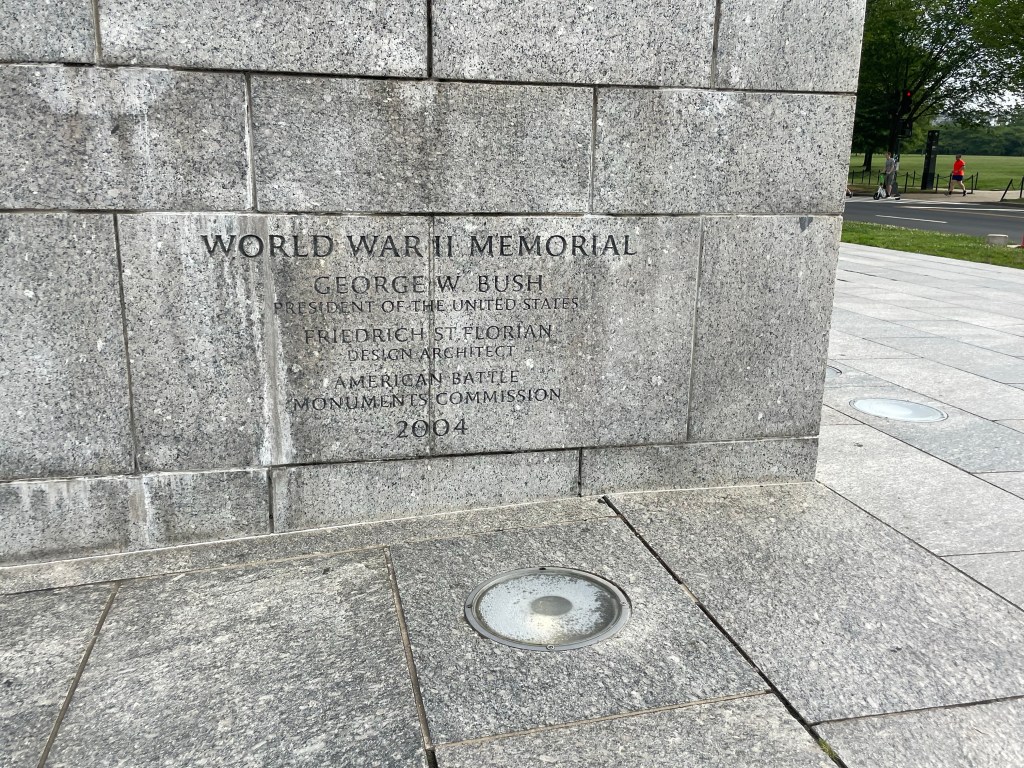 WORLD WAR II MEMORIAL
GEORGE W. BUSH
PRESIDENT OF THE UNITED STATES
FRIEDRICH ST.FLORIAN
DESIGN ARCHITECT
AMERICAN BATTLE
MONUMENTS COMMISSION
2004